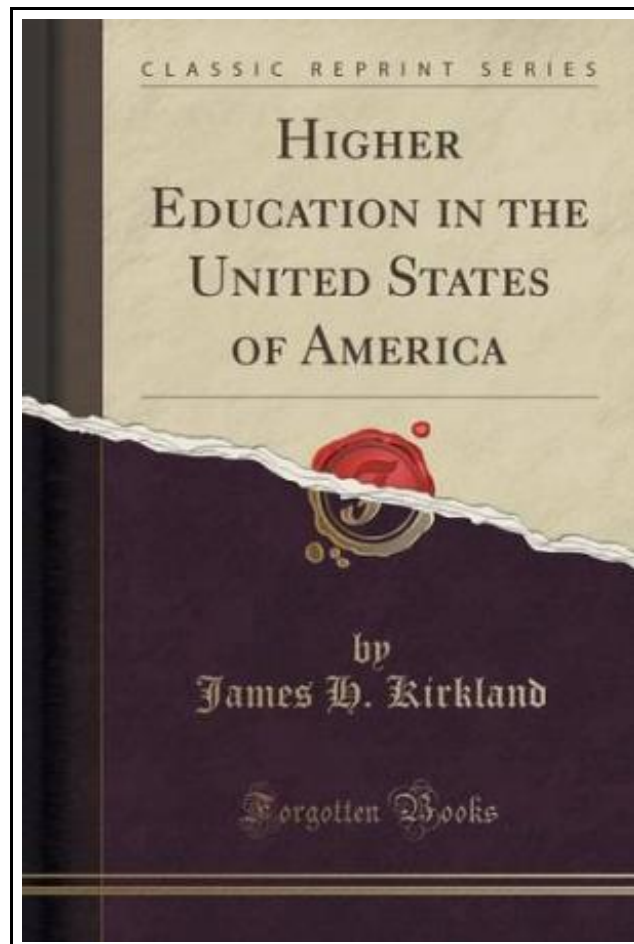 CLASSIC REPRINT SERIES
HIGHER
EDUCATION IN THE
UNITED STATES
OF AMERICA
by
James H. Kirkland
Forgotten Books